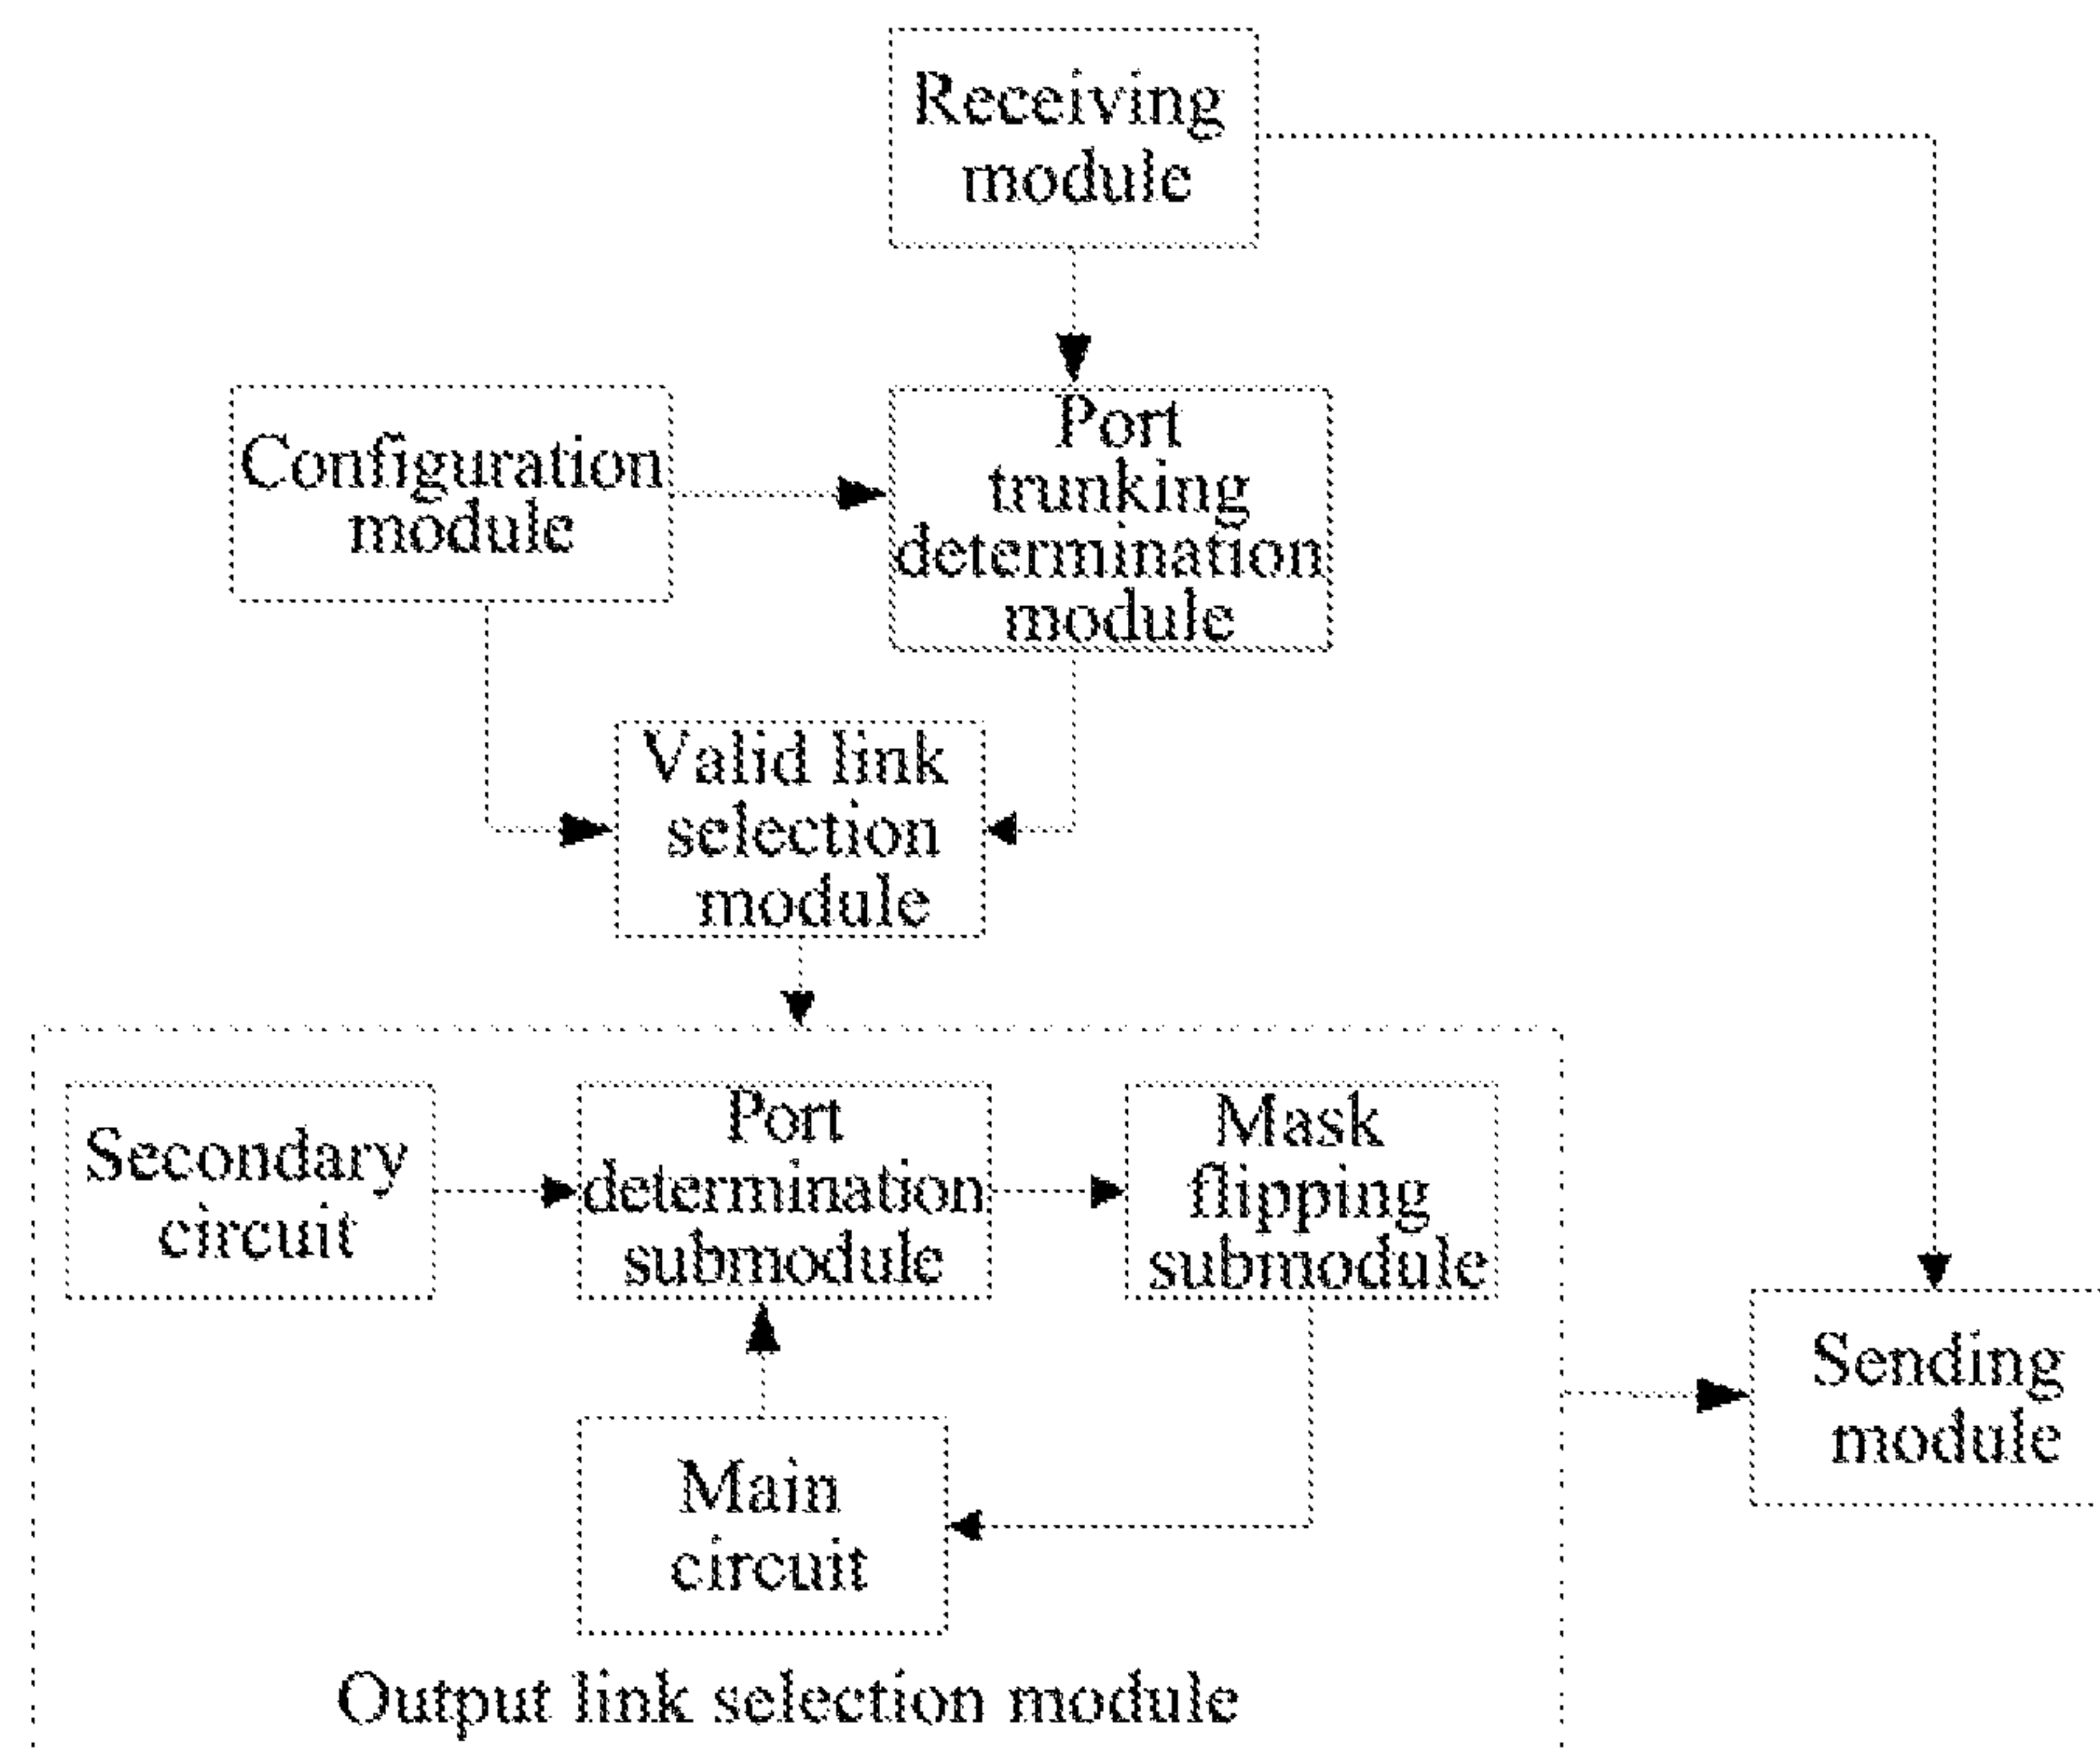 Receiving
module
Configuration
module
Port
trunking
determination
module
Valid link
selection
module
Secondary
circuit
Port
determination
submodule
Mask
flipping
submodule
Sending
module
Main
circuit
Output link selection module